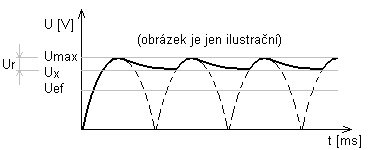 U [V]
(obrázek je jen ilustrační)
Umax
Ur
Ux
Uef
t [ms]